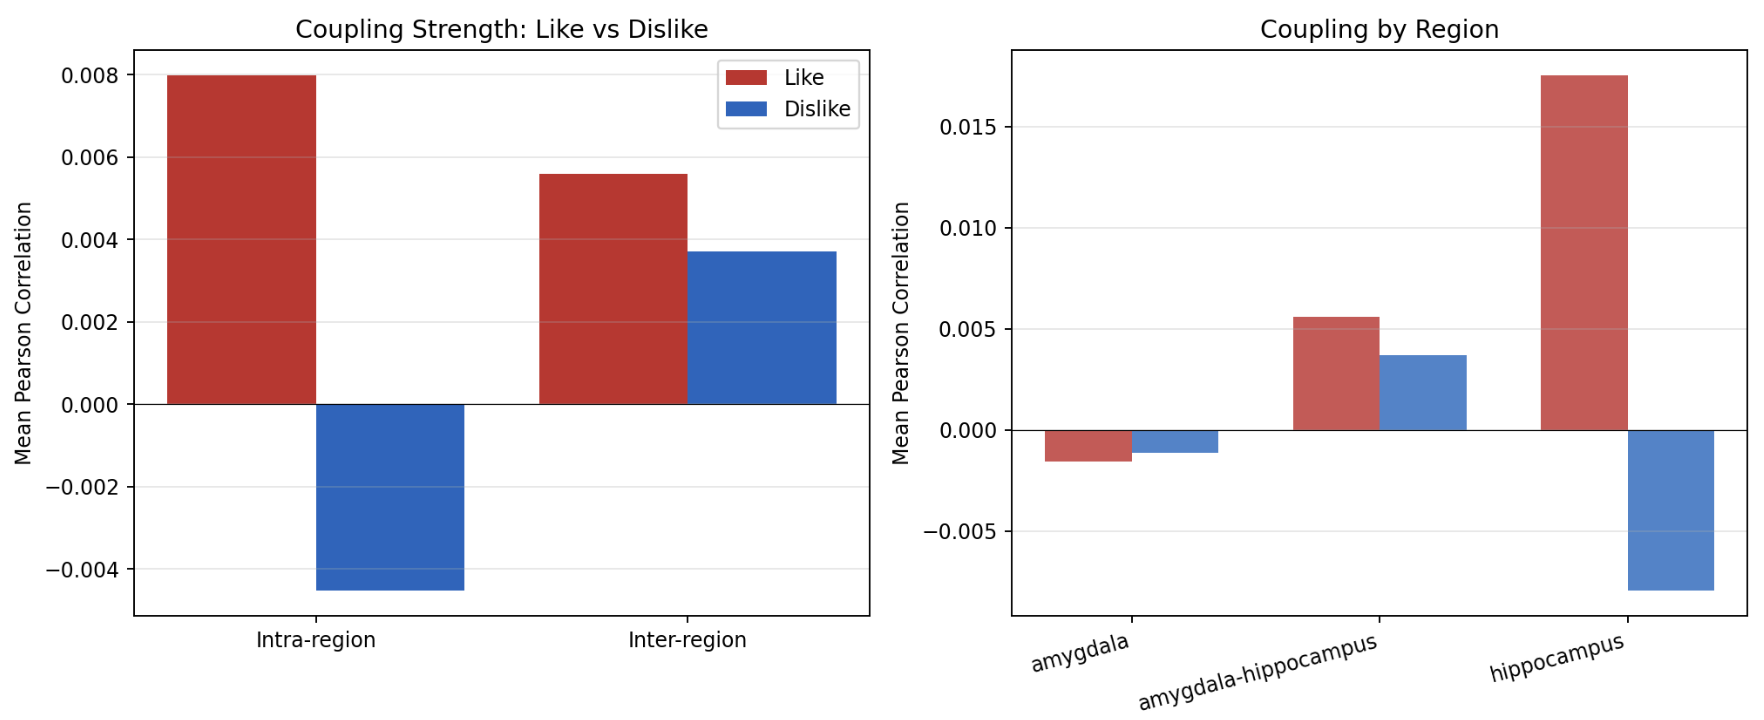 Coupling Strength: Like vs Dislike
Like
Dislike
Mean Pearson Correlation
0.008
0.006
0.004
0.002
0.000
−0.002
−0.004
Intra-region
Inter-region
Coupling by Region
Mean Pearson Correlation
0.015
0.010
0.005
0.000
−0.005
amygdala
amygdala-hippocampus
hippocampus